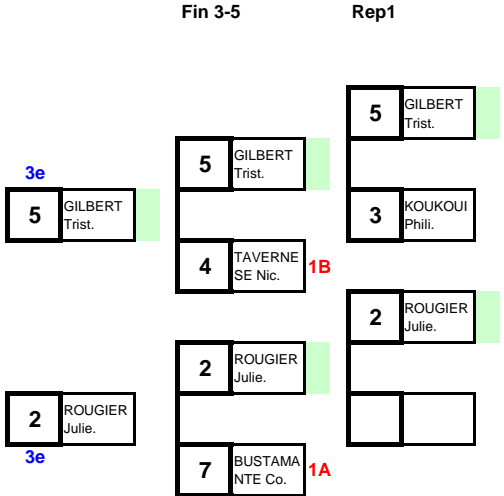 Fin 3-5 Rep1
5 GILBERT
Trist.
5 GILBERT
Trist.
3e
5 GILBERT
Trist.
3 KOUKOUI
Phili.
4 TAVERNE
SE Nic. 1B
2 ROUGIER
Julie.
2 ROUGIER
Julie.
2 ROUGIER
Julie.
3e
7 BUSTAMA
NTE Co. 1A